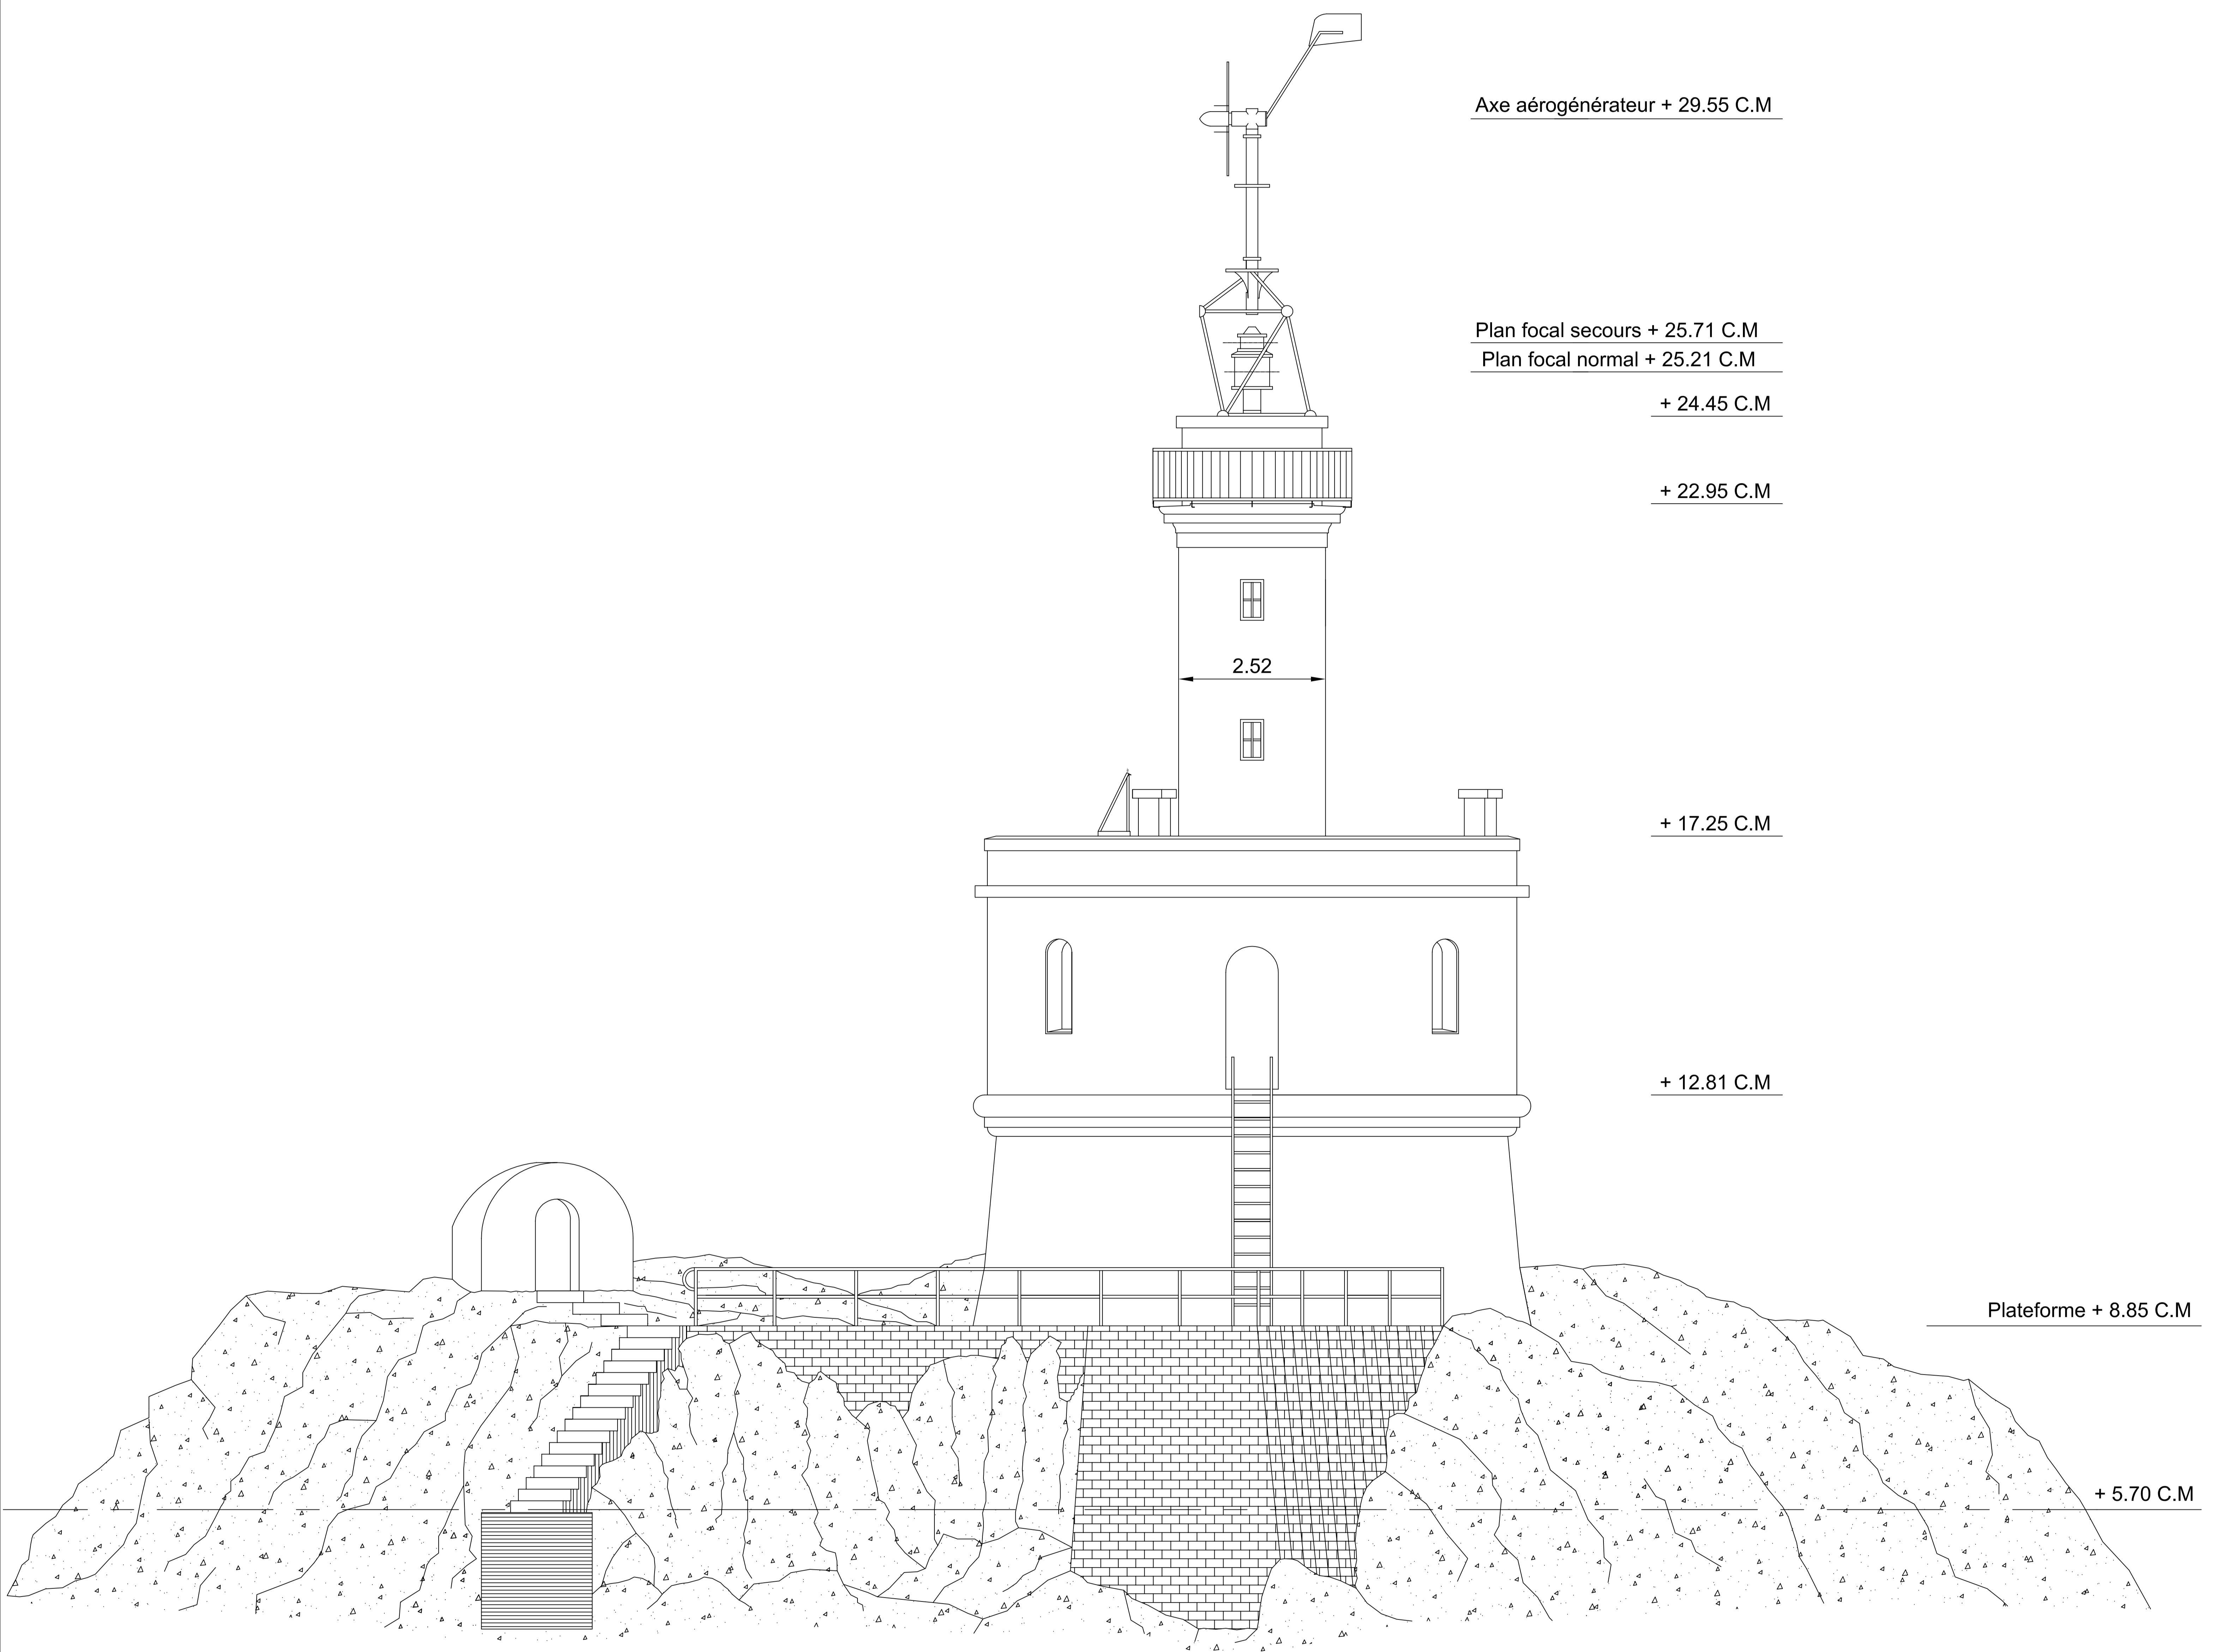 Axe aérogénérateur + 29.55 C.M
Plan focal secours + 25.71 C.M
Plan focal normal + 25.21 C.M
+ 24.45 C.M
+ 22.95 C.M
2.52
+ 17.25 C.M
+ 12.81 C.M
Plateforme + 8.85 C.M
+ 5.70 C.M